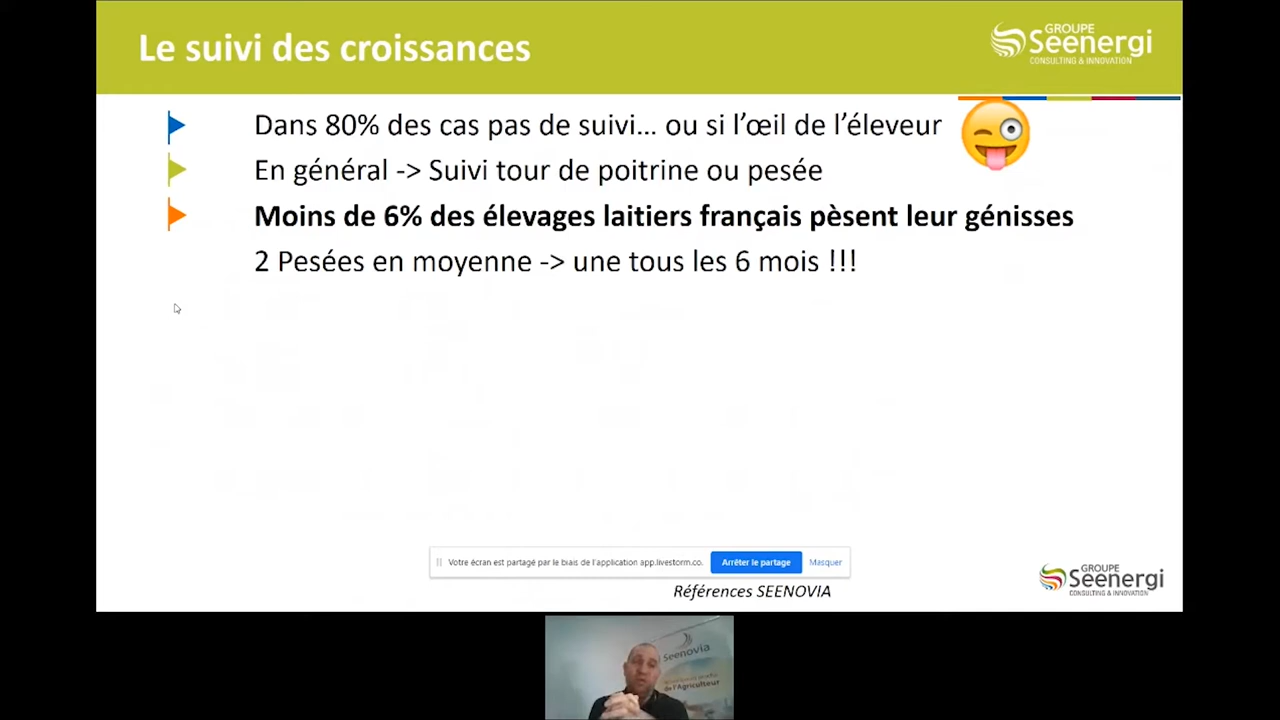 Le suivi des croissances
GROUPE
Seenergi
CONSULTING & INNOVATION
Dans 80% des cas pas de suivi... ou si l'œil de l'éleveur
En général -> Suivi tour de poitrine ou pesée
Moins de 6% des élevages laitiers français pèsent leur génisses
2 Pesées en moyenne -> une tous les 6 mois !!!
Votre écran est partagé par le biais de l'application app.livestorm.co.
Arrêter le partage
Masquer
Références SEENOVIA
GROUPE
Seenergi
CONSULTING & INNOVATION
Seenovia
de l'Agriculteur